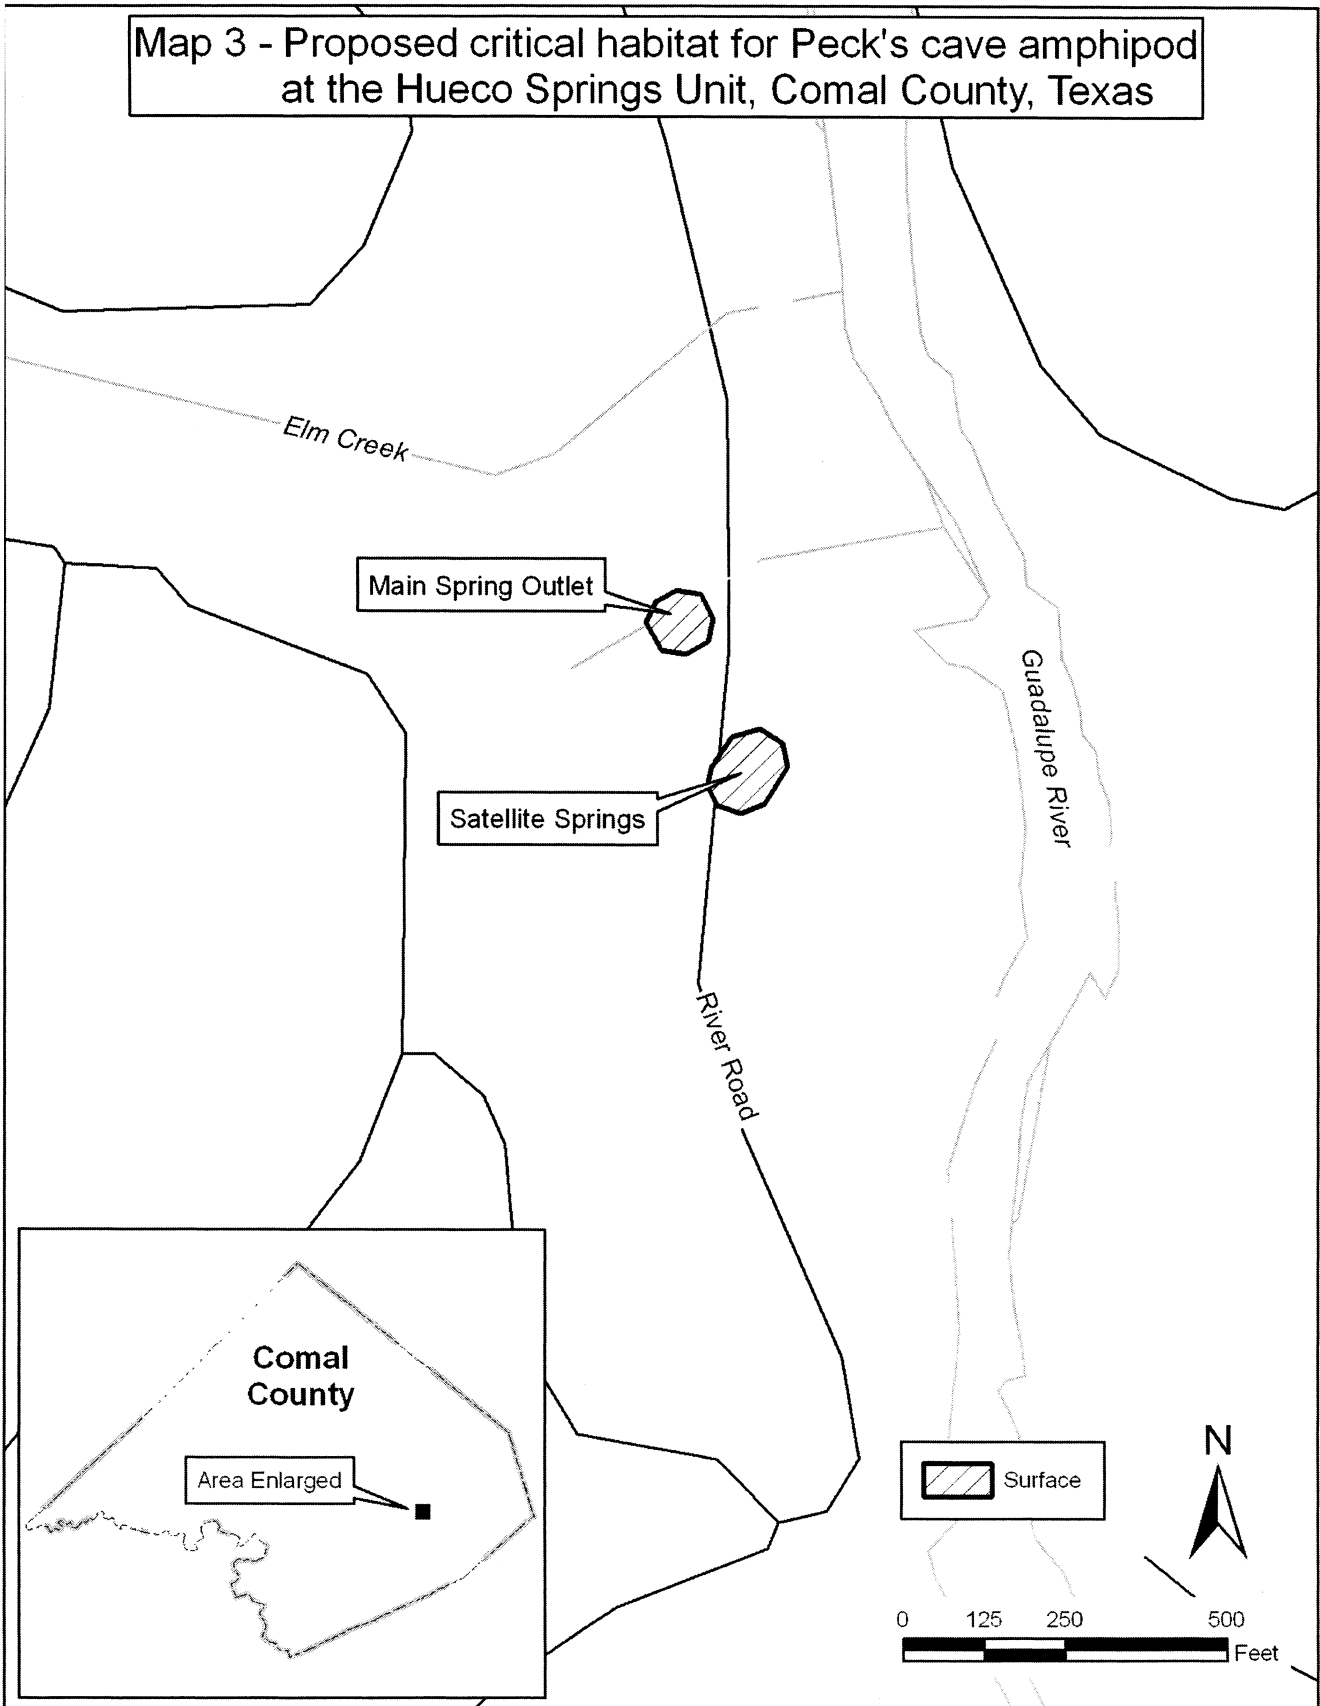 Map 3 - Proposed critical habitat for Peck's cave amphipod
at the Hueco Springs Unit, Comal County, Texas
Elm Creek
Main Spring Outlet
Guadalupe River
Satellite Springs
River Road
Comal
County
Area Enlarged
N
Surface
0 125 250 500
Feet